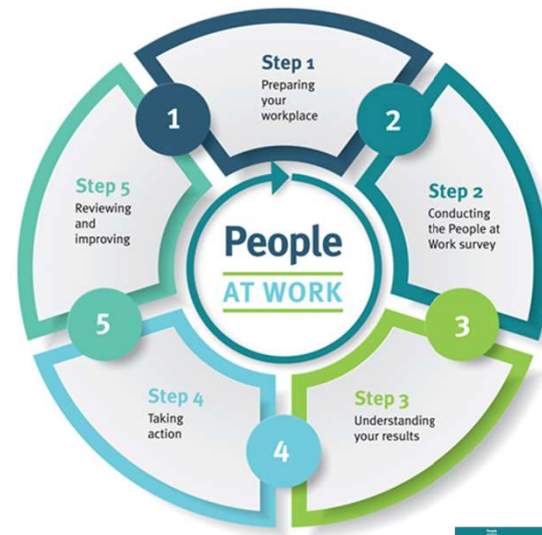 Step 1
Preparing
your
workplace
1
2
Step 2
Conducting
the People at
Work survey
3
Step 3
Understanding
your results
4
Step 4
Taking
action
5
Step 5
Reviewing
and
improving
People
AT WORK